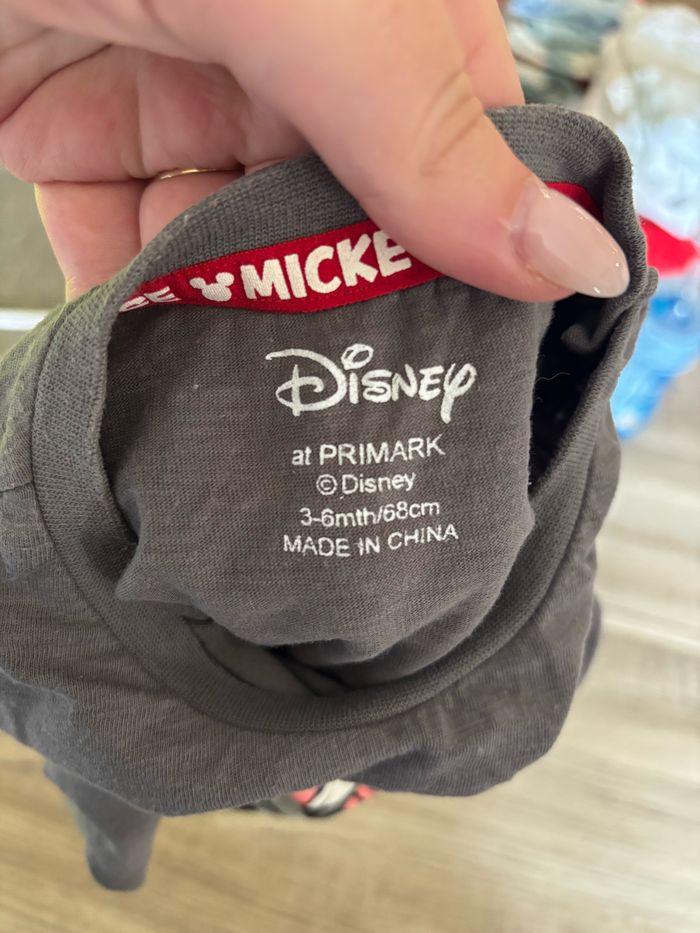 MICKE
Disney
at PRIMARK
©Disney
3-6mth/68cm
MADE IN CHINA